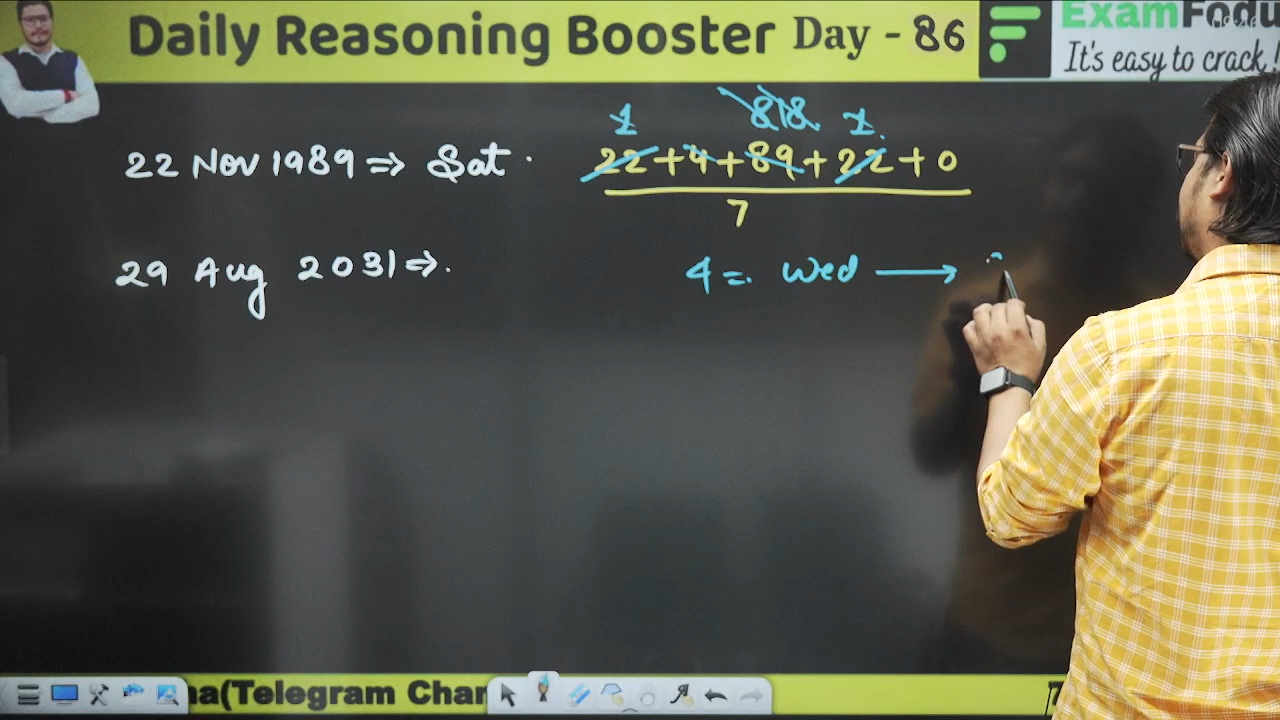 Daily Reasoning Booster Day - 86
ExamFodu
It's easy to crack!
1 1
22 Nov 1989 ⇒ Sat.
22 + 4 + 89 + 22 + 0
7
29 Aug 2031 ⇒.
4 =. Wed →
(Telegram Chan